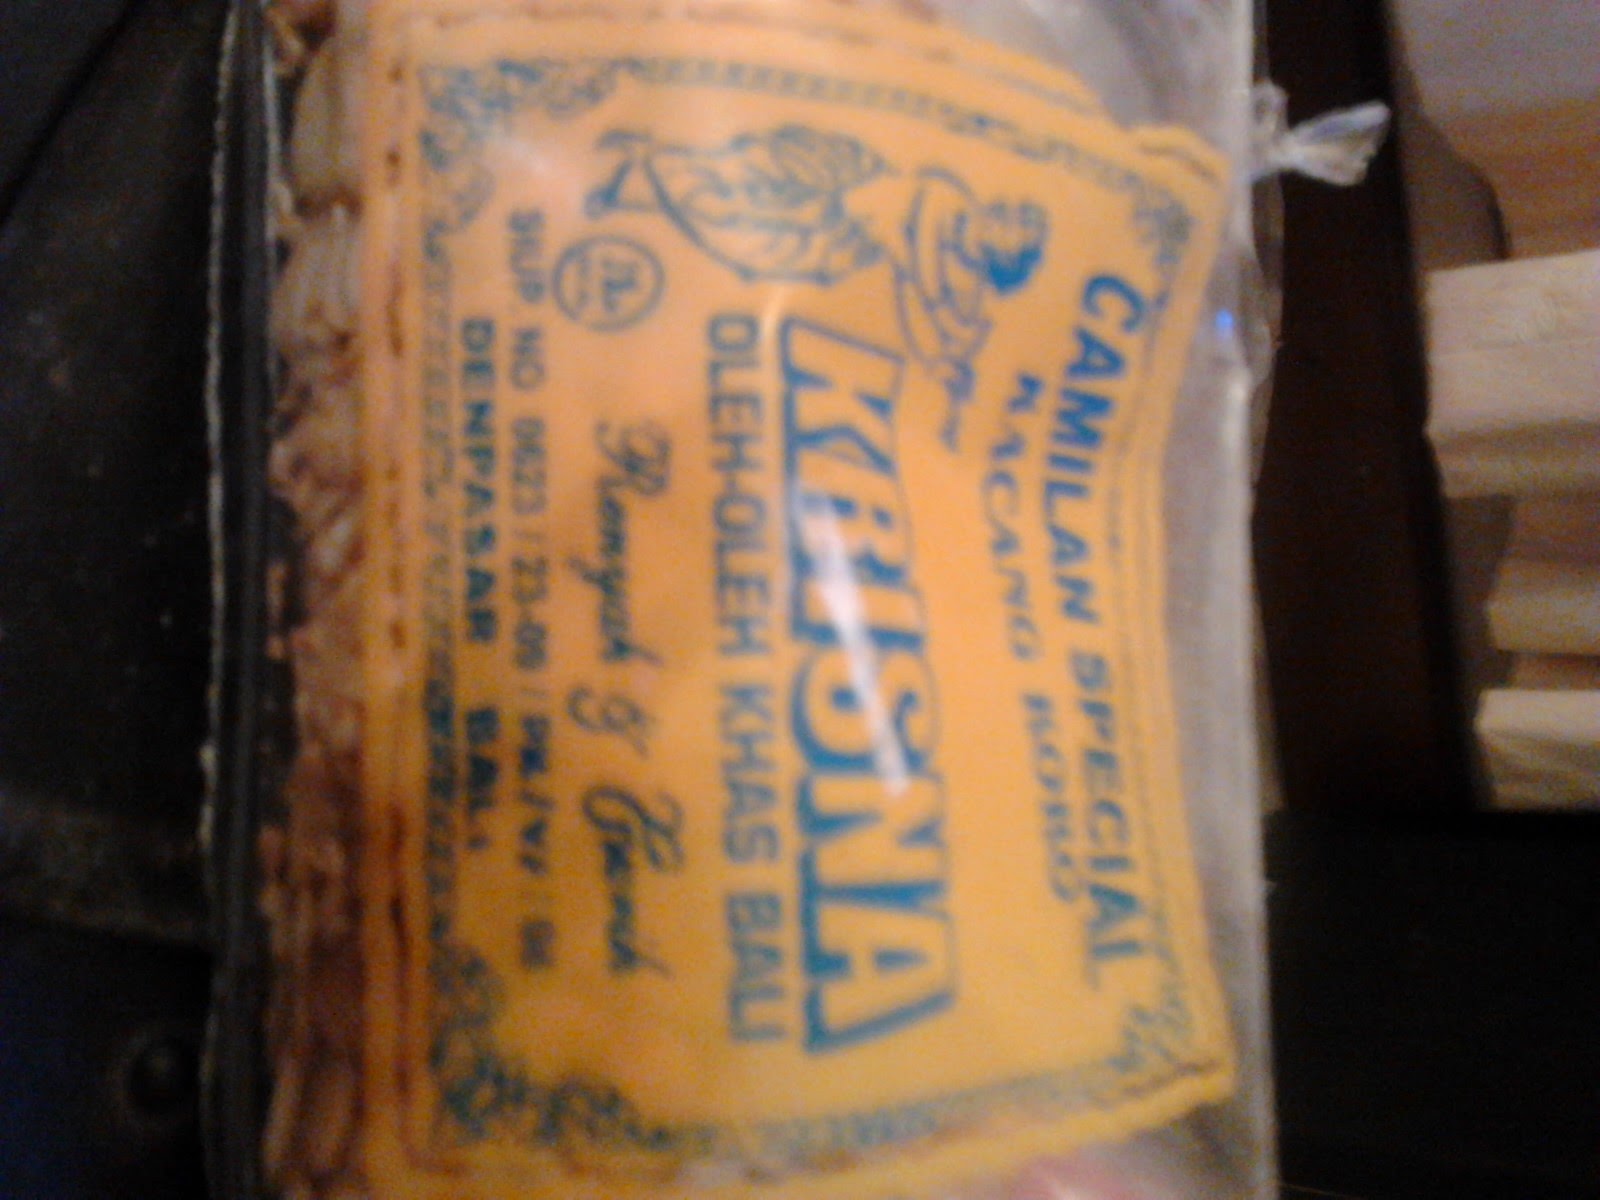 CAMILAN SPECIAL
KACANG KORO
KRISNA
OLEH-OLEH KHAS BALI
Renyah & Gurih
DENPASAR BALI